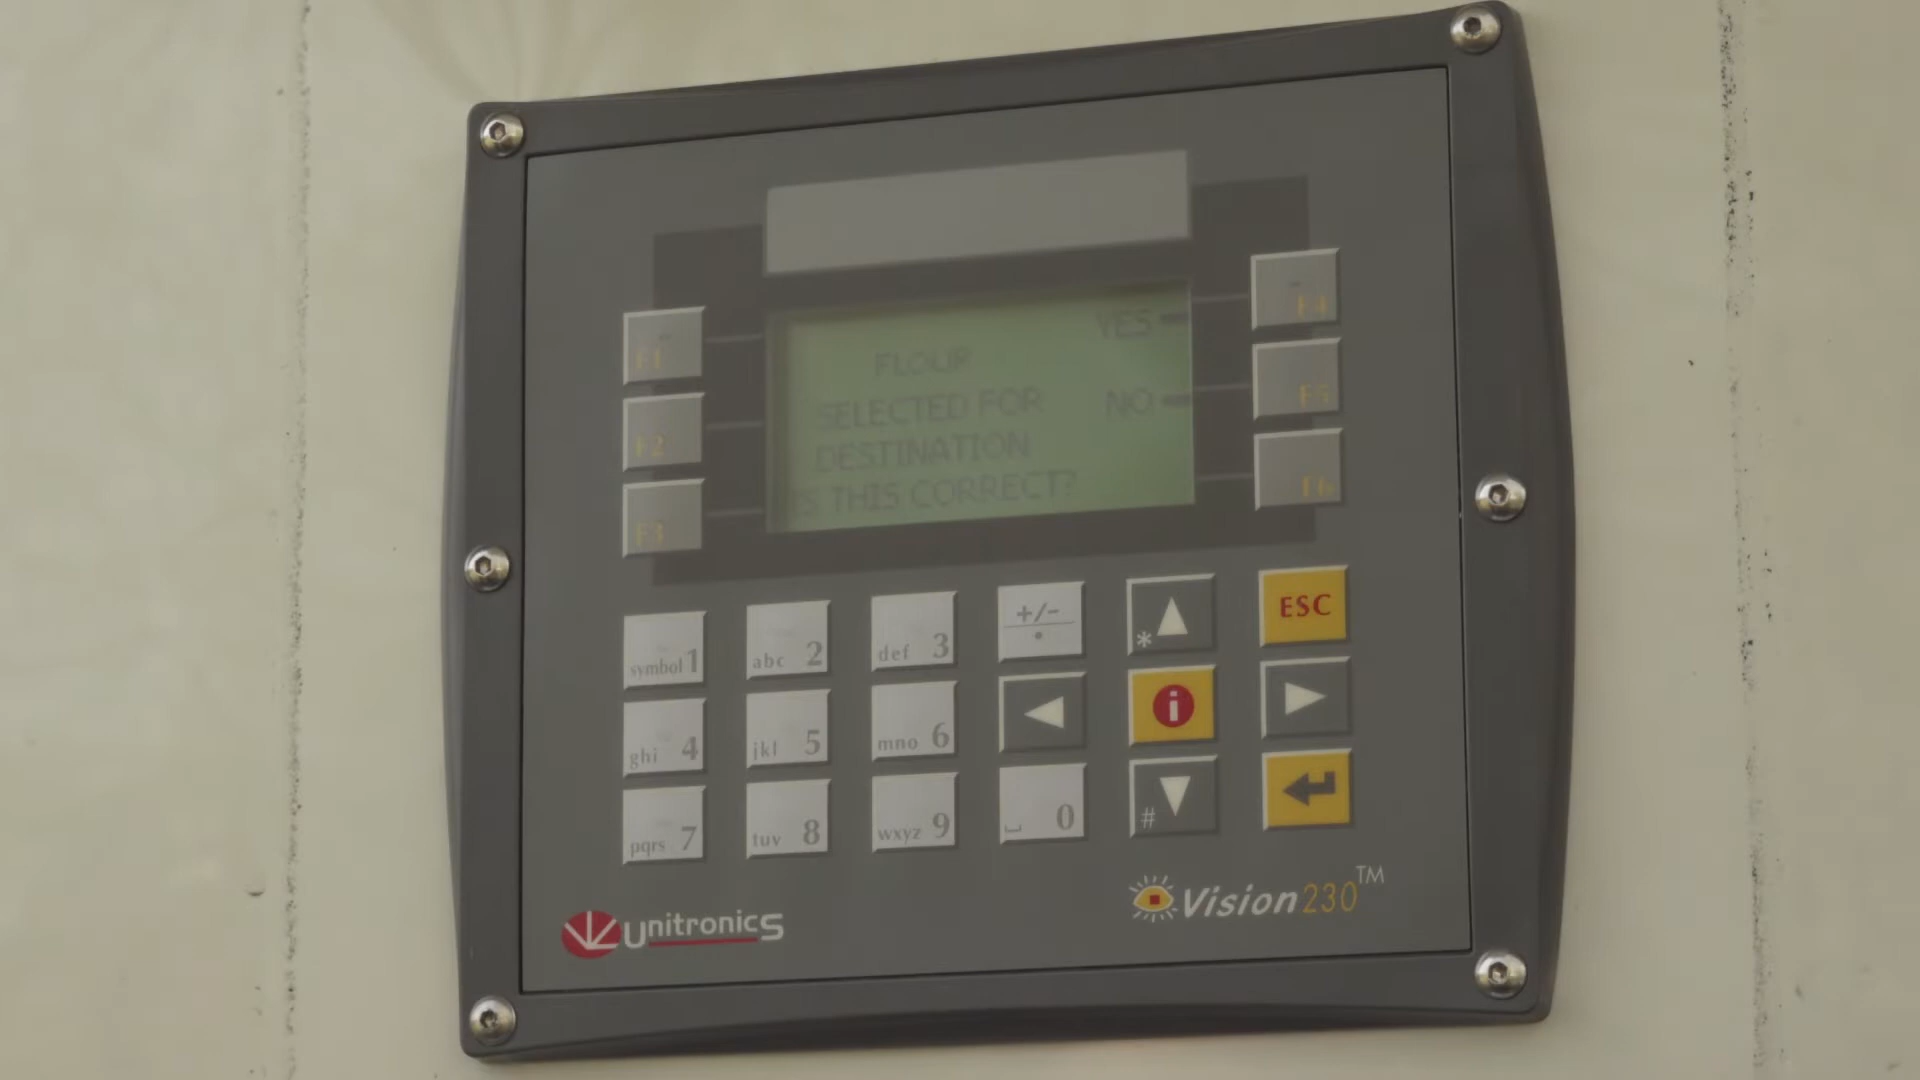 YES
FLOUR
SELECTED FOR
NO
DESTINATION
IS THIS CORRECT?
F1
F2
F3
F4
F5
F6
symbol 1
abc 2
def 3
+/-
*
ESC
ghi 4
jkl 5
mno 6
i
pqrs 7
tuv 8
wxyz 9
0
#
unitronics
Vision230™